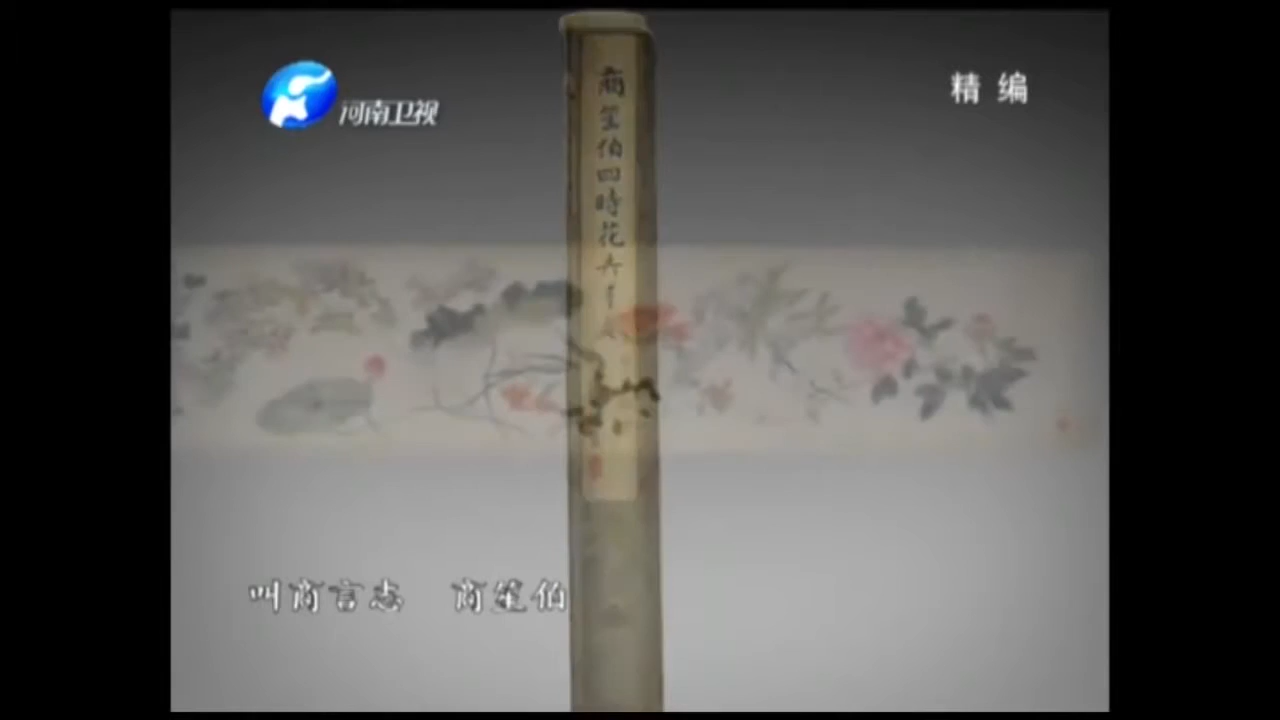 河南卫视
精 编
商笙伯四時花卉
叫商言志 商笙伯